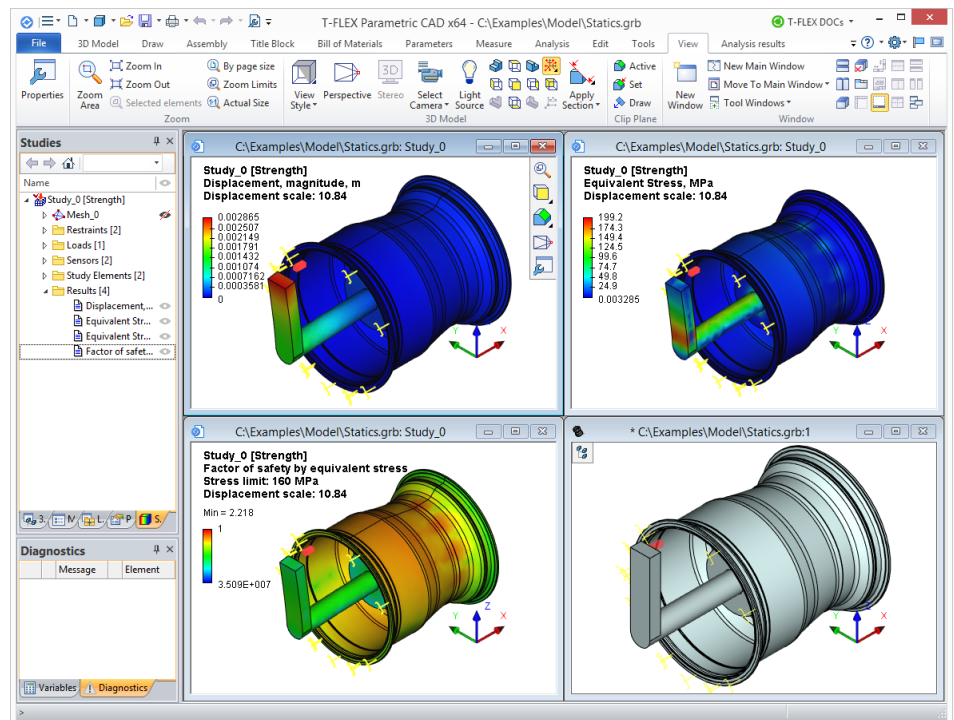 T-FLEX Parametric CAD x64 - C:\Examples\Model\Statics.grb
T-FLEX DOCs
File 3D Model Draw Assembly Title Block Bill of Materials Parameters Measure Analysis Edit Tools View Analysis results
Properties
Zoom Area
Zoom In
Zoom Out
Selected elements
By page size
Zoom Limits
Actual Size
Zoom
View Style
Perspective
Stereo
Select Camera
Light Source
Apply Section
3D Model
Active
Set
Draw
Clip Plane
New Window
New Main Window
Move To Main Window
Tool Windows
Window
Studies
Name
Study_0 [Strength]
Mesh_0
Restraints [2]
Loads [1]
Sensors [2]
Study Elements [2]
Results [4]
Displacement,...
Equivalent Str...
Equivalent Str...
Factor of safet...
3. M L. P S.
Diagnostics
Message Element
Variables Diagnostics
>
C:\Examples\Model\Statics.grb: Study_0
Study_0 [Strength]
Displacement, magnitude, m
Displacement scale: 10.84
0.002865
0.002507
0.002149
0.001791
0.001432
0.001074
0.0007162
0.0003581
0
Y X
C:\Examples\Model\Statics.grb: Study_0
Study_0 [Strength]
Equivalent Stress, MPa
Displacement scale: 10.84
199.2
174.3
149.4
124.5
99.6
74.7
49.8
24.9
0.003285
Z
Y X
C:\Examples\Model\Statics.grb: Study_0
Study_0 [Strength]
Factor of safety by equivalent stress
Stress limit: 160 MPa
Displacement scale: 10.84
Min = 2.218
1
3.509E+007
Z
Y X
* C:\Examples\Model\Statics.grb:1
Z
Y X